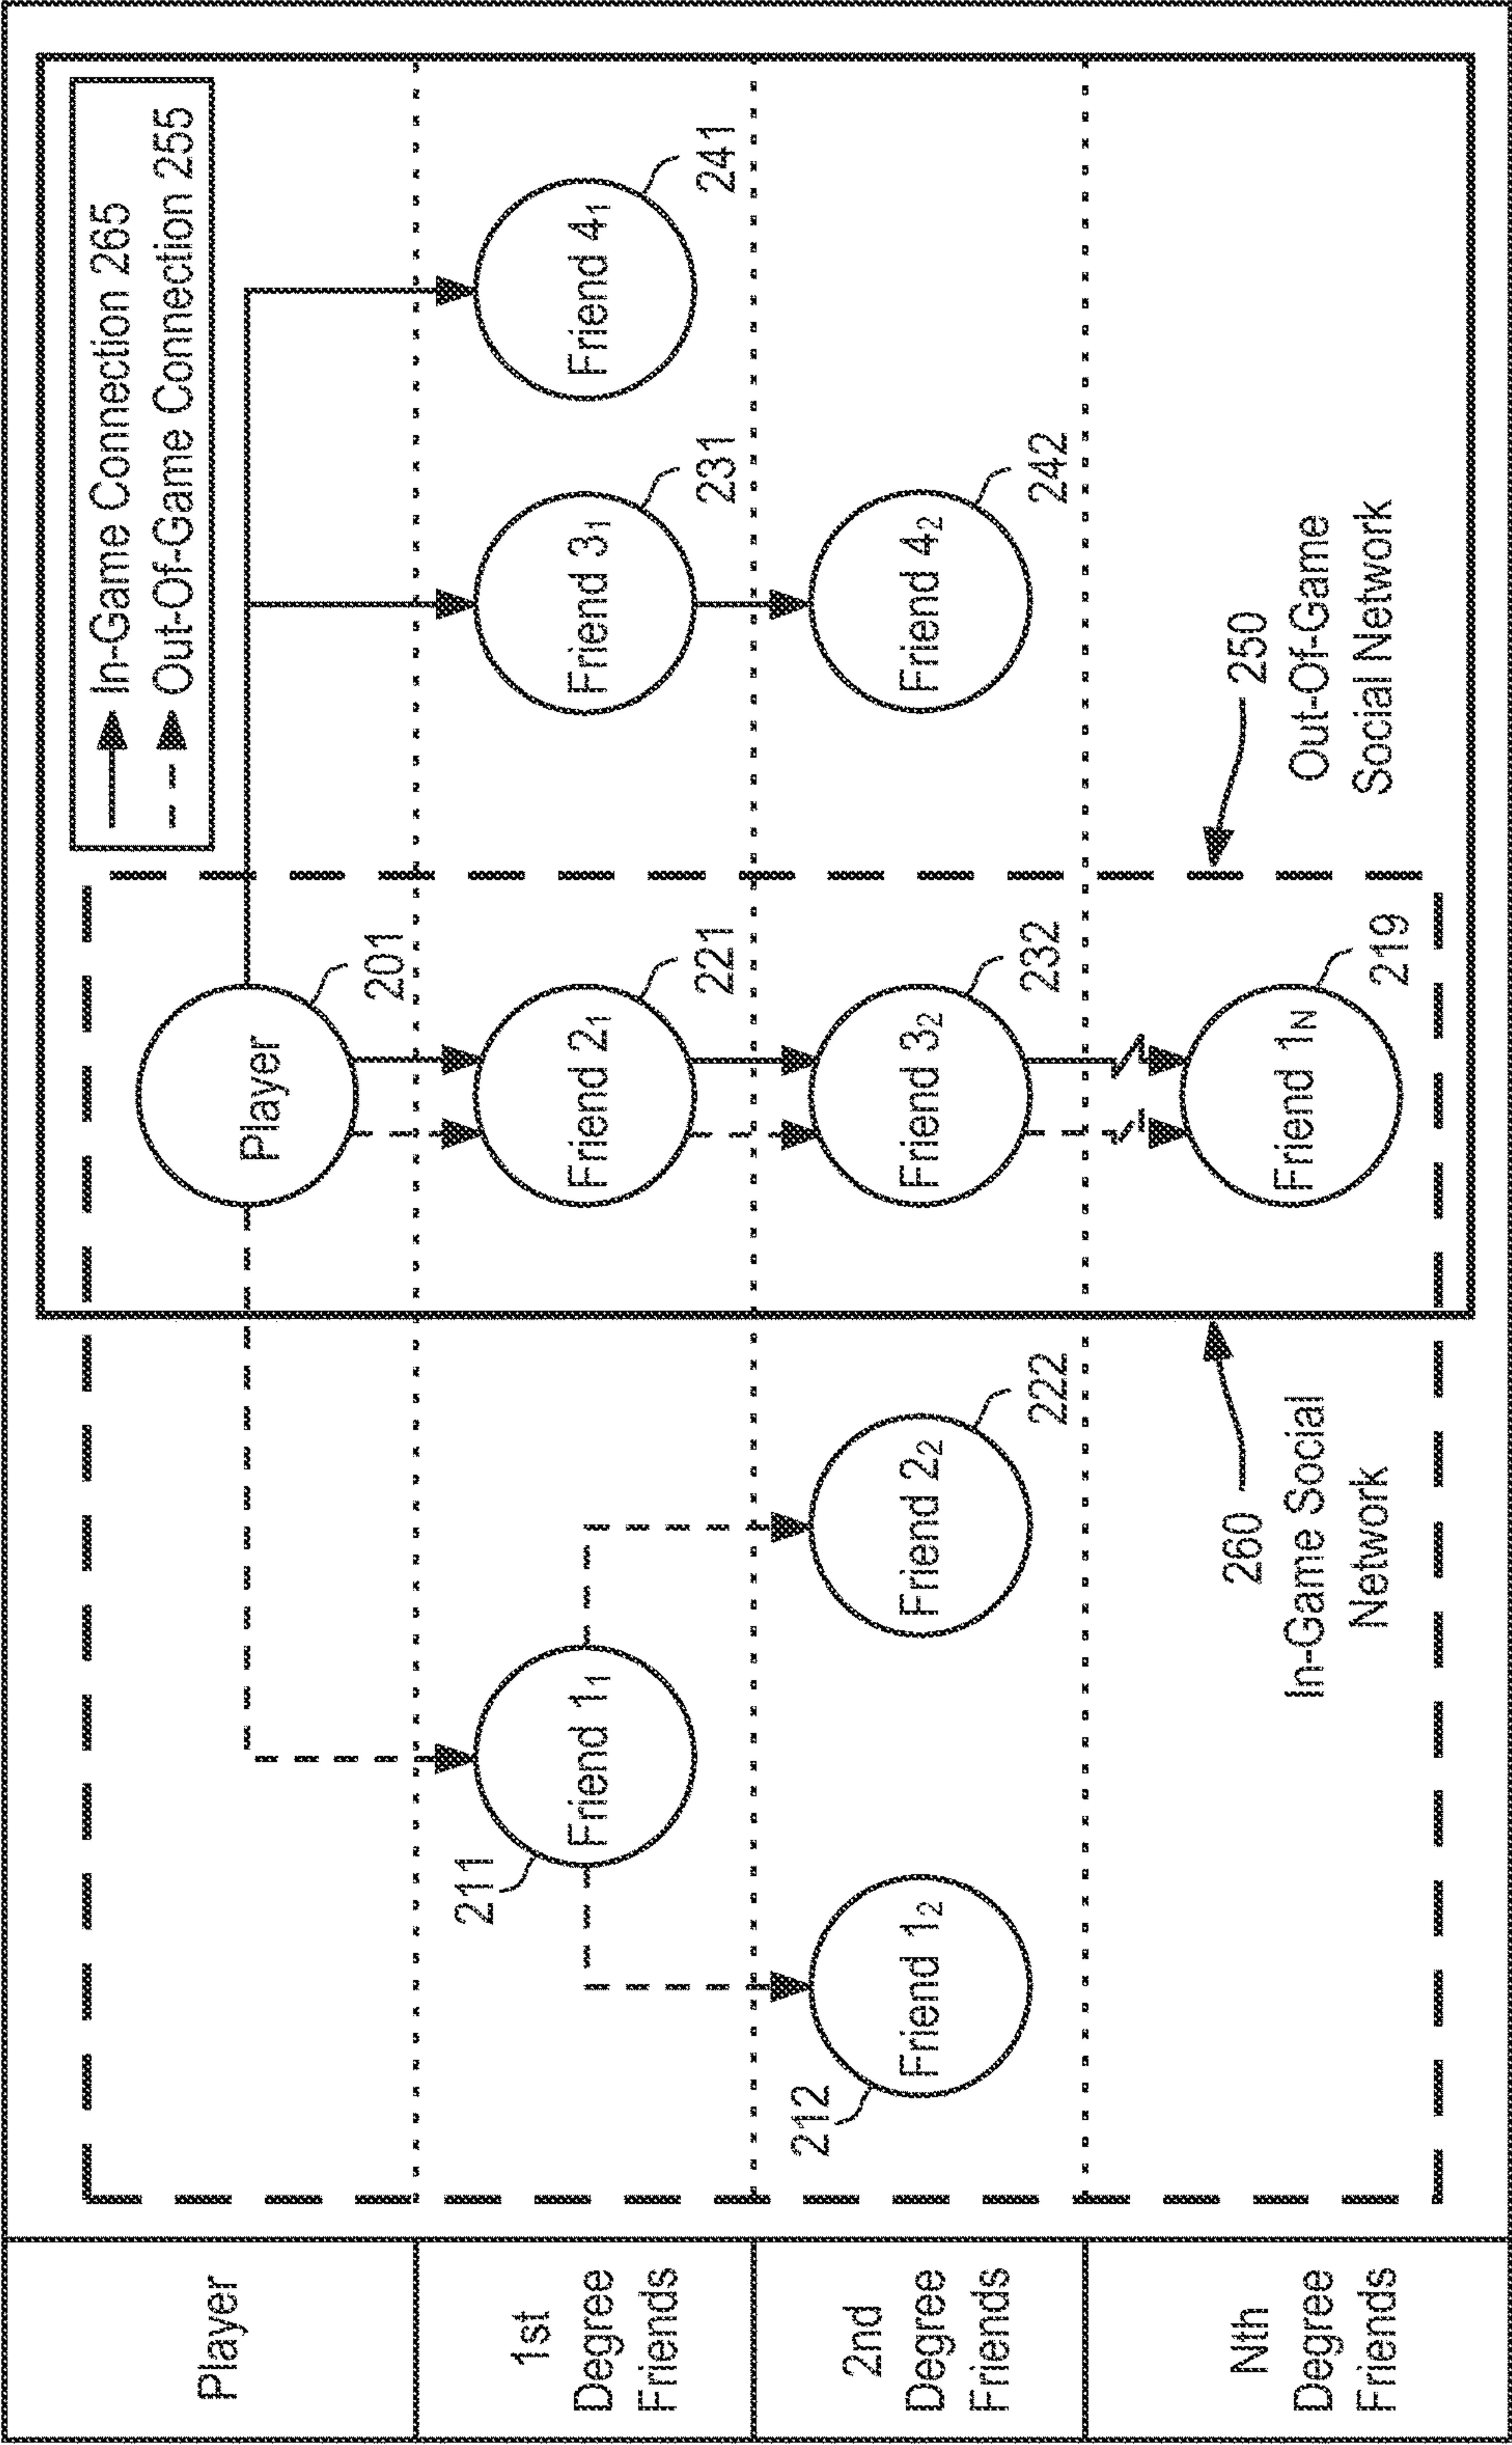 Player
1st
Degree
Friends
2nd
Degree
Friends
Nth
Degree
Friends
In-Game Connection 265
Out-Of-Game Connection 255
Player
201
211
Friend 1₁
Friend 2₁
221
Friend 3₁
231
Friend 4₁
241
212
Friend 1₂
Friend 2₂
222
Friend 3₂
232
Friend 4₂
242
Friend 1N
219
260
In-Game Social
Network
250
Out-Of-Game
Social Network